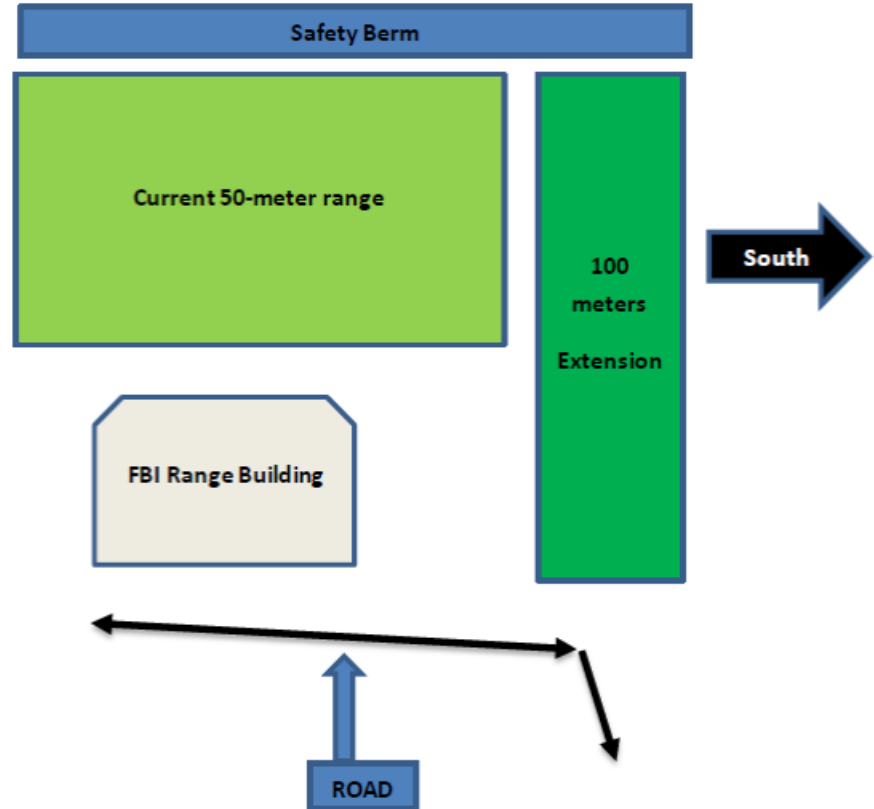 Safety Berm
Current 50-meter range
100
meters
Extension
South
FBI Range Building
ROAD